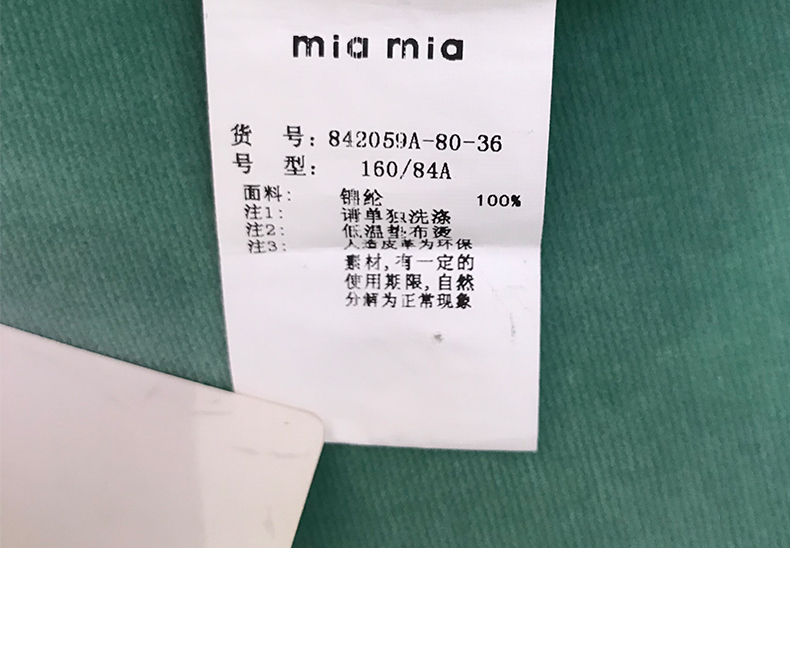 mia mia
货 号: 842059A-80-36
号 型: 160/84A
面料: 锦纶 100%
注1: 请单独洗涤
注2: 低温垫布烫
注3: 人造皮革为环保
素材,有一定的
使用期限,自然
分解为正常现象